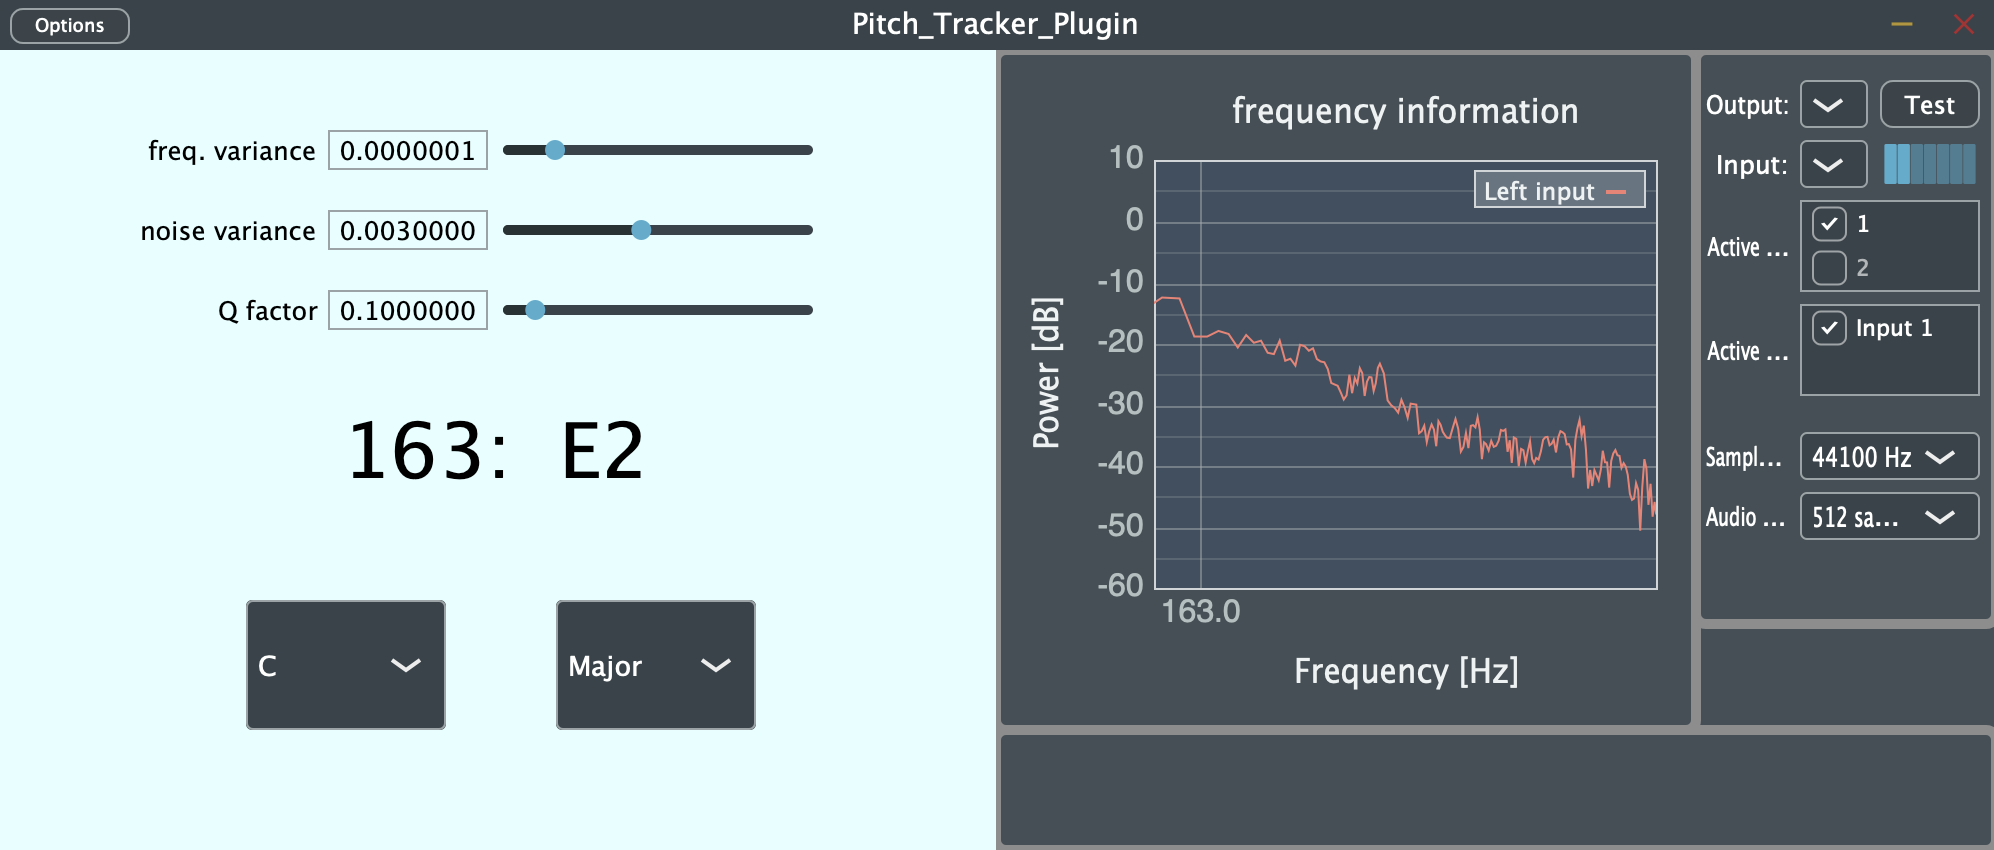 Options
Pitch_Tracker_Plugin
freq. variance 0.0000001
noise variance 0.0030000
Q factor 0.1000000
163: E2
C
Major
frequency information
Left input
10
0
-10
-20
-30
-40
-50
-60
Power [dB]
163.0
Frequency [Hz]
Output: Test
Input:
Active ...
1
2
Active ...
Input 1
Sampl... 44100 Hz
Audio ... 512 sa...